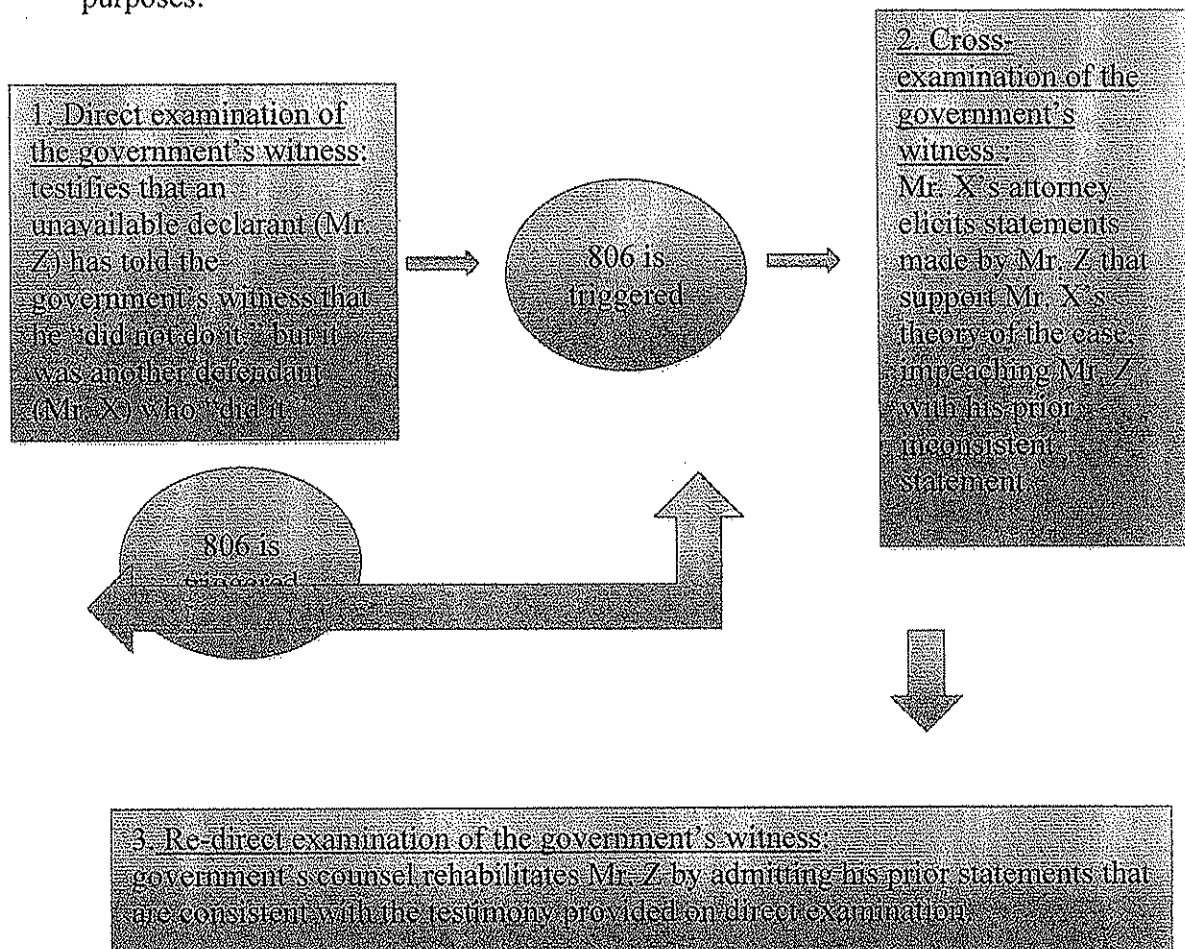 purposes.
1. Direct examination of
the government's witness:
testifies that an
unavailable declarant (Mr.
Z) has told the
government's witness that
he "did not do it," but it
was another defendant
(Mr. X) who "did it
806 is
triggered
2. Cross-
examination of the
government's
witness :
Mr. X's attorney
elicits statements
made by Mr. Z that
support Mr. X's
theory of the case,
impeaching Mr. Z
with his prior
inconsistent
statement
806 is
triggered
3. Re-direct examination of the government's witness:
government's counsel rehabilitates Mr. Z by admitting his prior statements that
are consistent with the testimony provided on direct examination.